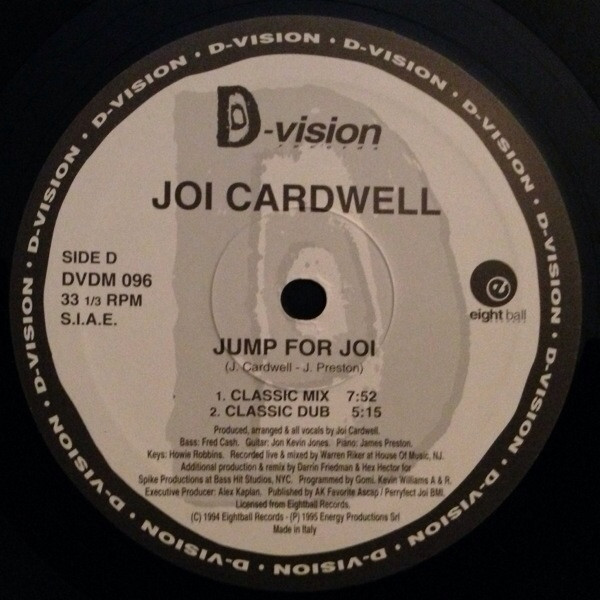 D-VISION · D-VISION · D-VISION · D-VISION · D-VISION · D-VISION · D-VISION · D-VISION · D-VISION · D-VISION · D-VISION · D-VISION ·
D-vision
RECORDS
JOI CARDWELL
SIDE D
DVDM 096
33 1/3 RPM
S.I.A.E.
e
eight ball
RECORDS
JUMP FOR JOI
(J. Cardwell - J. Preston)
1. CLASSIC MIX 7:52
2. CLASSIC DUB 5:15
Produced, arranged & all vocals by Joi Cardwell.
Bass: Fred Cash. Guitar: Jon Kevin Jones. Piano: James Preston.
Keys: Howie Robbins. Recorded live & mixed by Warren Riker at House Of Music, NJ.
Additional production & remix by Darrin Friedman & Hex Hector for
Spike Productions at Bass Hit Studios, NYC. Programmed by Gomi. Kevin Williams A & R.
Executive Producer: Alex Kaplan. Published by AK Favorite Ascap / Perryfect Joi BMI.
Licensed from Eightball Records.
(C) 1994 Eightball Records - (P) 1995 Energy Productions Srl
Made in Italy